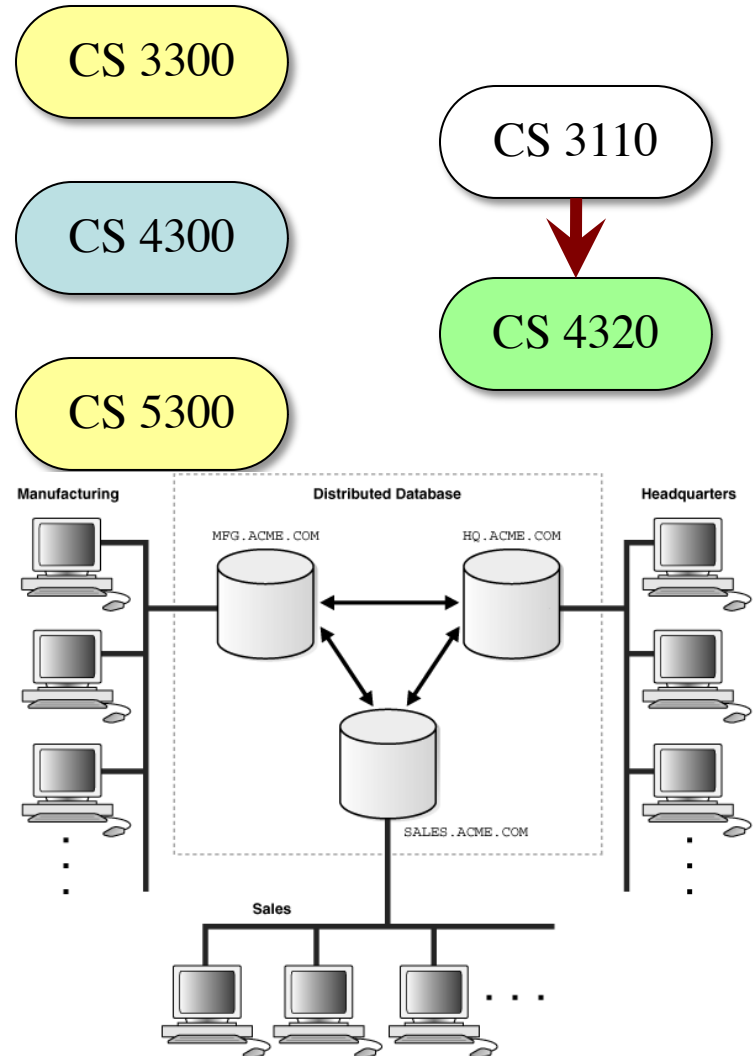 CS 3300
CS 3110
CS 4300
CS 4320
CS 5300
Manufacturing
Distributed Database
Headquarters
MFG.ACME.COM
HQ.ACME.COM
SALES.ACME.COM
Sales